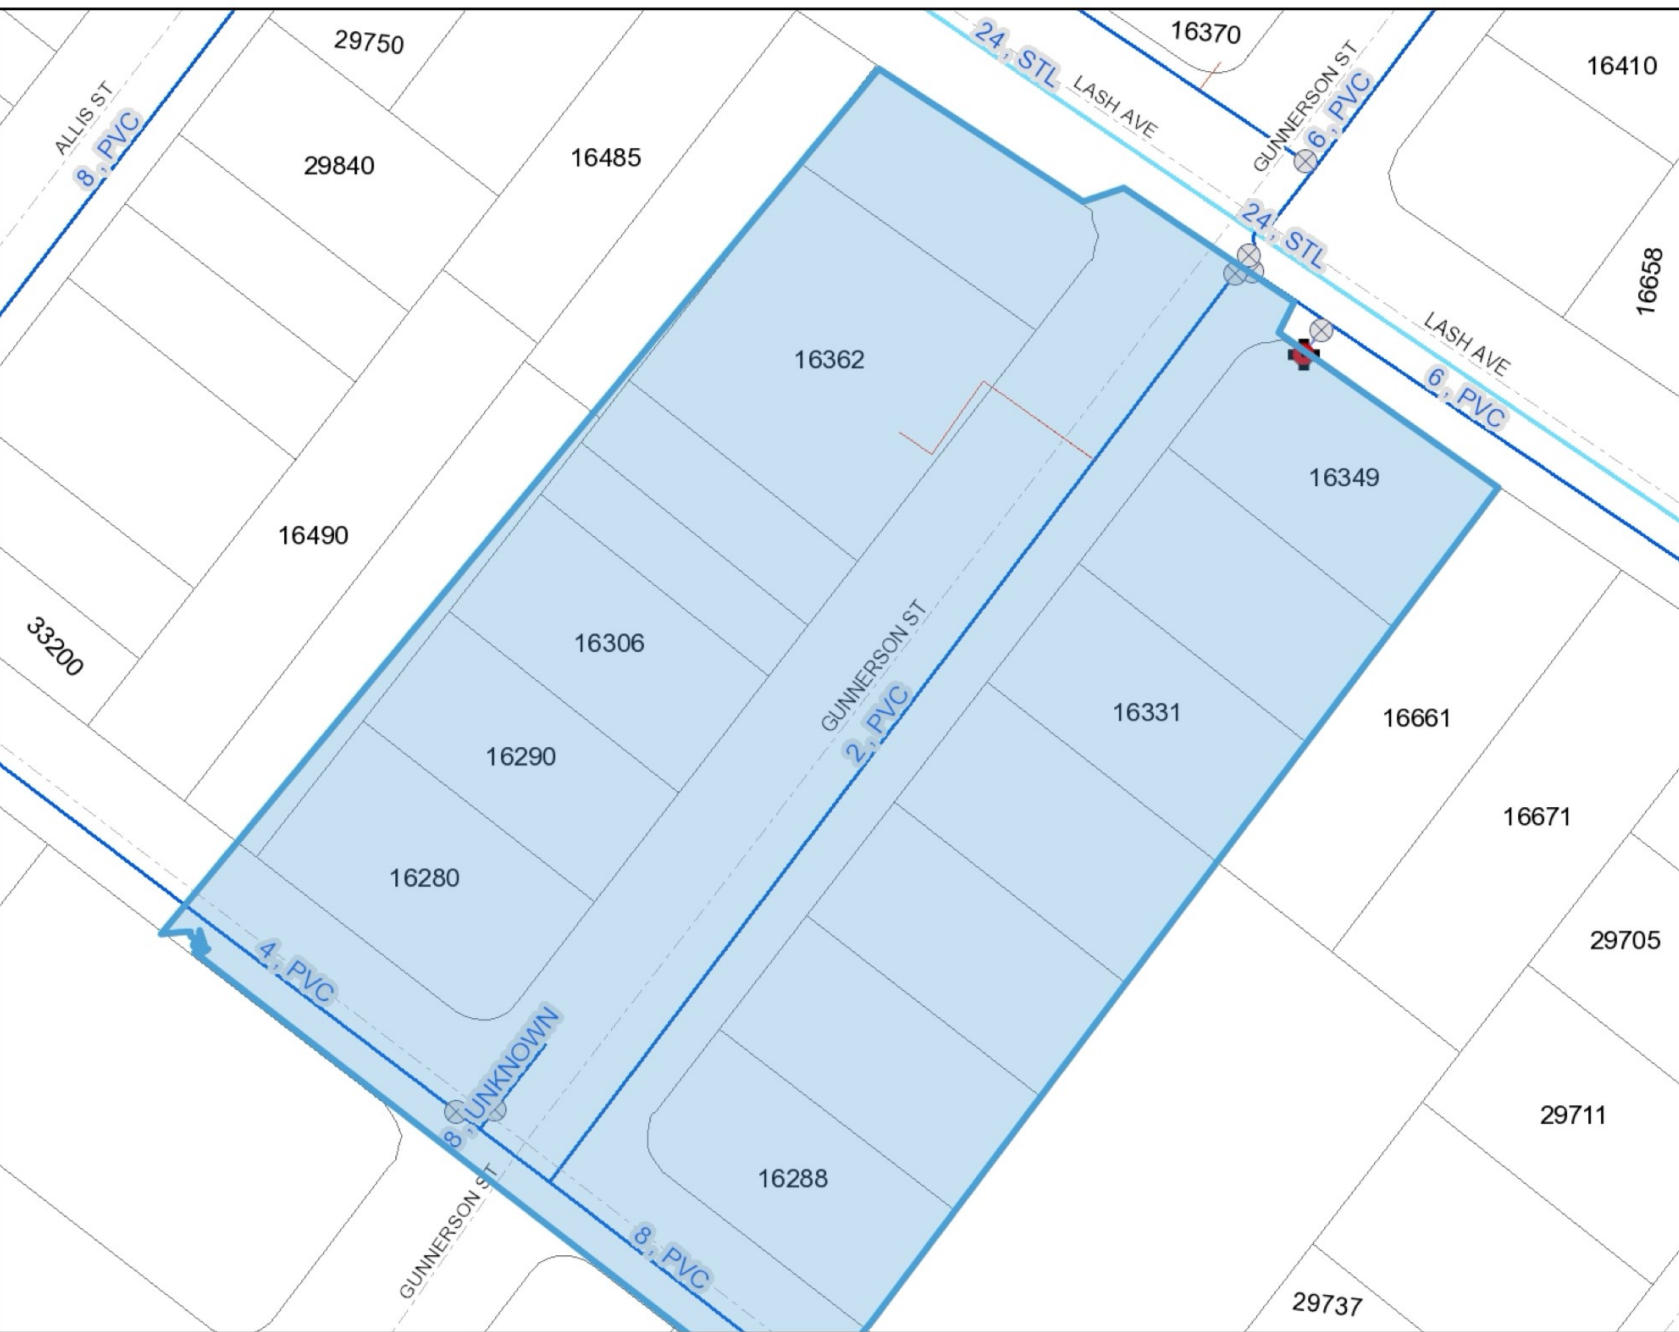 29750
16370
24, STL
LASH AVE
GUNNERSON ST
6, PVC
16410
ALLIS ST
8, PVC
29840
16485
24, STL
16658
LASH AVE
6, PVC
16362
16349
16490
33200
16306
GUNNERSON ST
2, PVC
16331
16661
16290
16671
16280
29705
4, PVC
8, UNKNOWN
29711
GUNNERSON ST
16288
8, PVC
29737